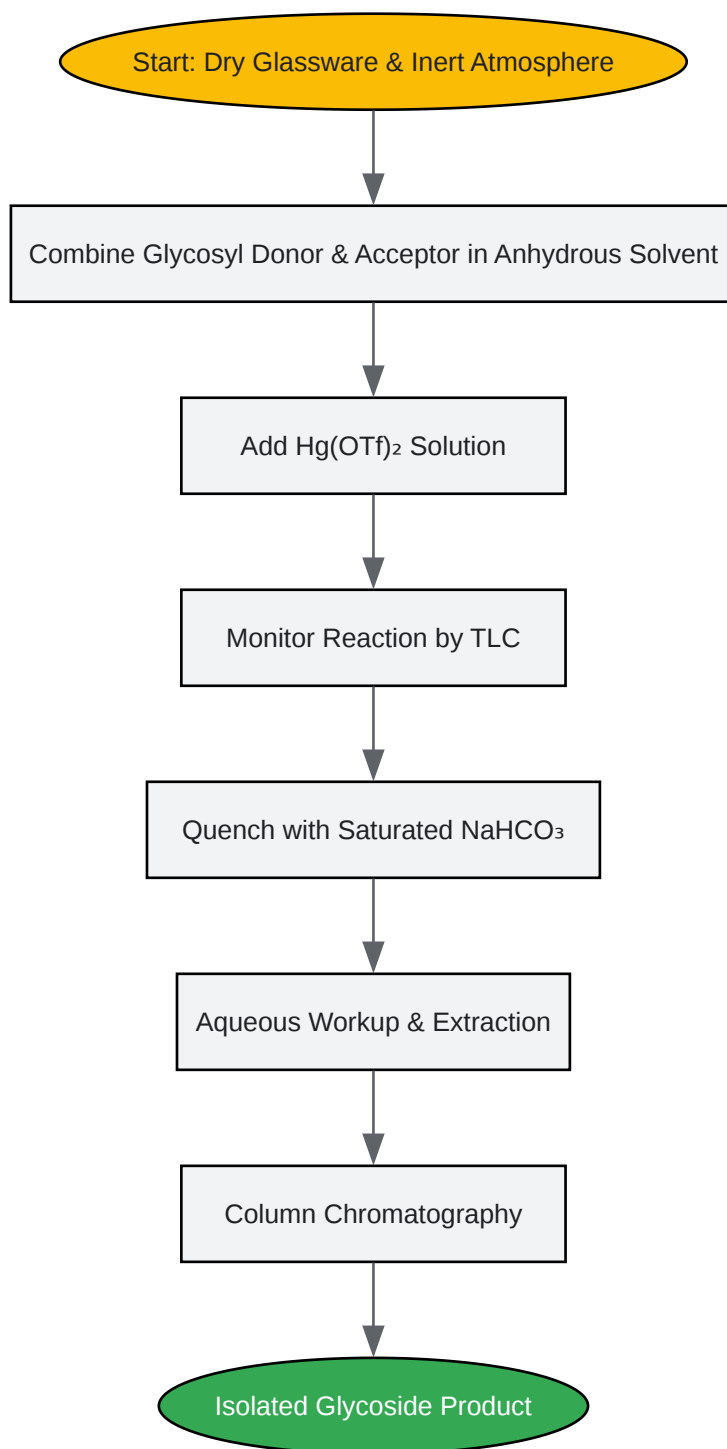 Start: Dry Glassware & Inert Atmosphere
Combine Glycosyl Donor & Acceptor in Anhydrous Solvent
Add Hg(OTf)₂ Solution
Monitor Reaction by TLC
Quench with Saturated NaHCO₃
Aqueous Workup & Extraction
Column Chromatography
Isolated Glycoside Product